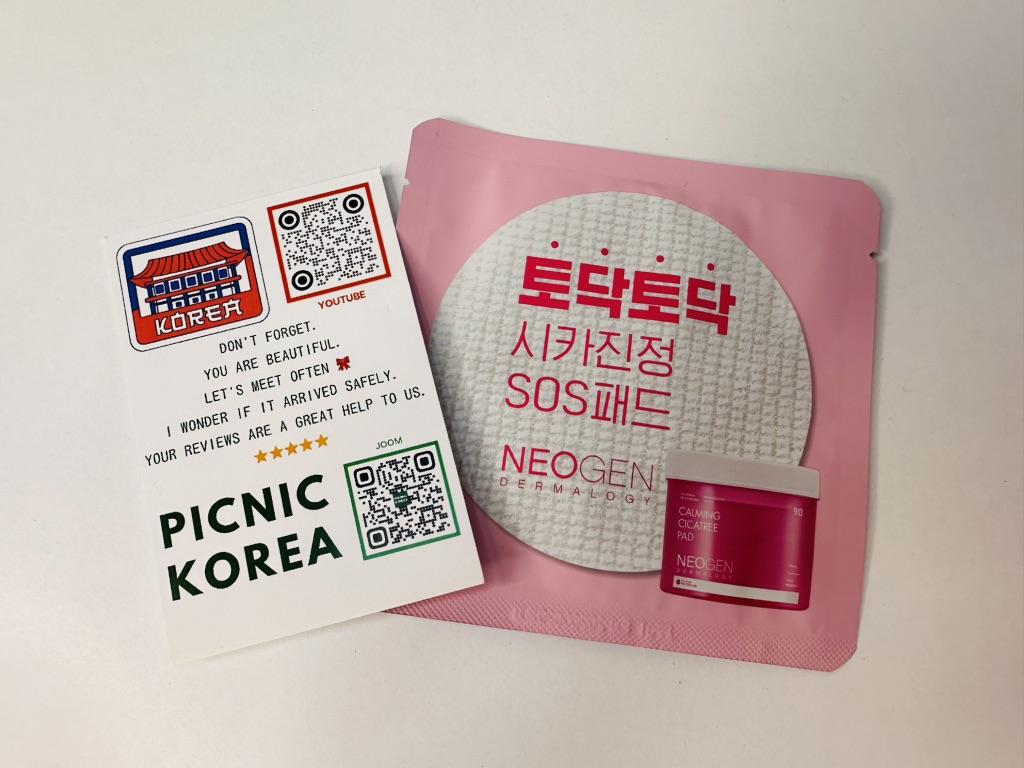 KOREA
YOUTUBE
DON'T FORGET.
YOU ARE BEAUTIFUL.
LET'S MEET OFTEN
I WONDER IF IT ARRIVED SAFELY.
YOUR REVIEWS ARE A GREAT HELP TO US.
JOOM
PICNIC
KOREA
토닥토닥
시카진정
SOS패드
NEOGEN
DERMALOGY
90
CALMING
CICATREE
PAD
NEOGEN
DERMALOGY